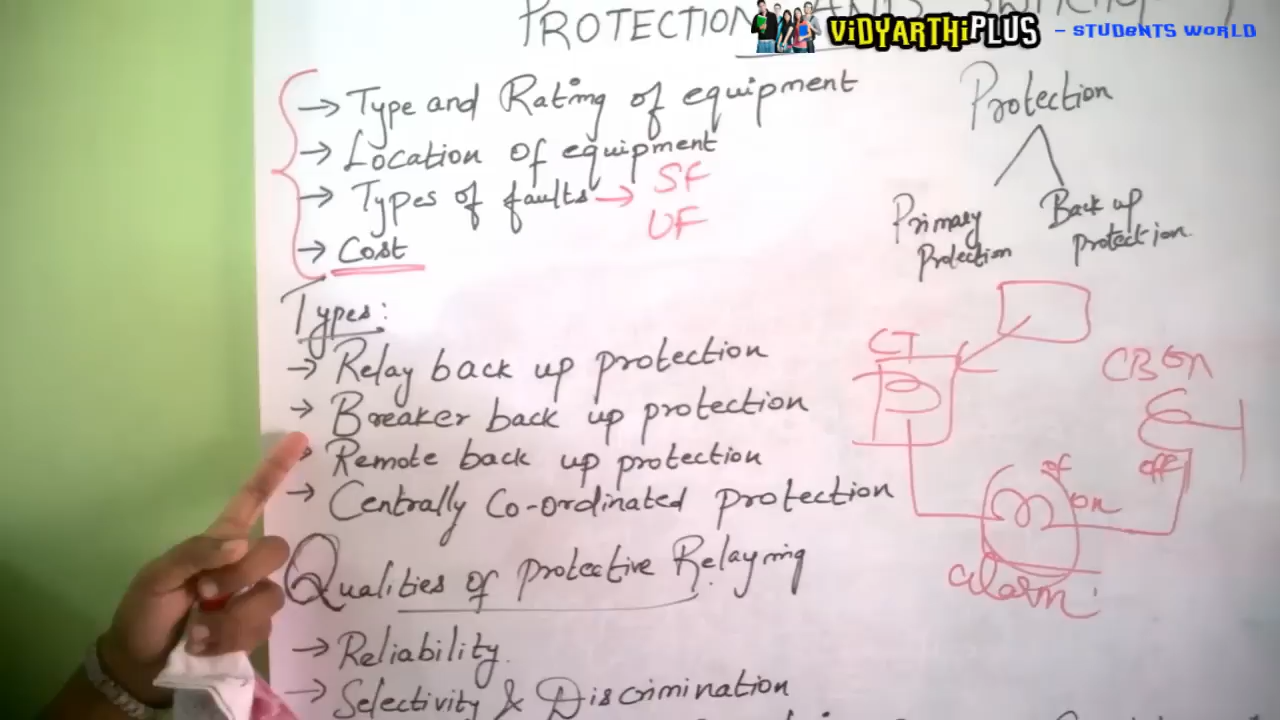 PROTECTION AND
ViDYARTHiPLUS - STUDENTS WORLD
→ Type and Rating of equipment
→ Location of equipment
→ Types of faults → SF
UF
→ Cost
Types:
→ Relay back up protection
→ Breaker back up protection
→ Remote back up protection
→ Centrally Co-ordinated protection
Qualities of protective Relaying
→ Reliability
→ Selectivity & Discrimination
Protection
Primary
Protection
Back up
protection
CT
CB
of
on
off
alarm